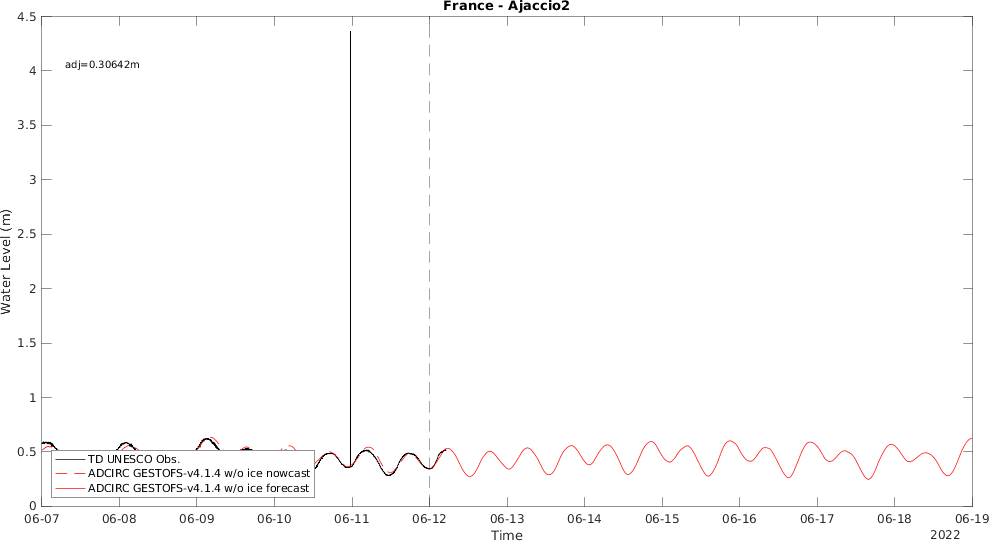 France - Ajaccio2
4.5
4
3.5
3
2.5
2
1.5
1
0.5
0
Water Level (m)
adj=0.30642m
TD UNESCO Obs.
ADCIRC GESTOFS-v4.1.4 w/o ice nowcast
ADCIRC GESTOFS-v4.1.4 w/o ice forecast
06-07 06-08 06-09 06-10 06-11 06-12 06-13 06-14 06-15 06-16 06-17 06-18 06-19
Time
2022